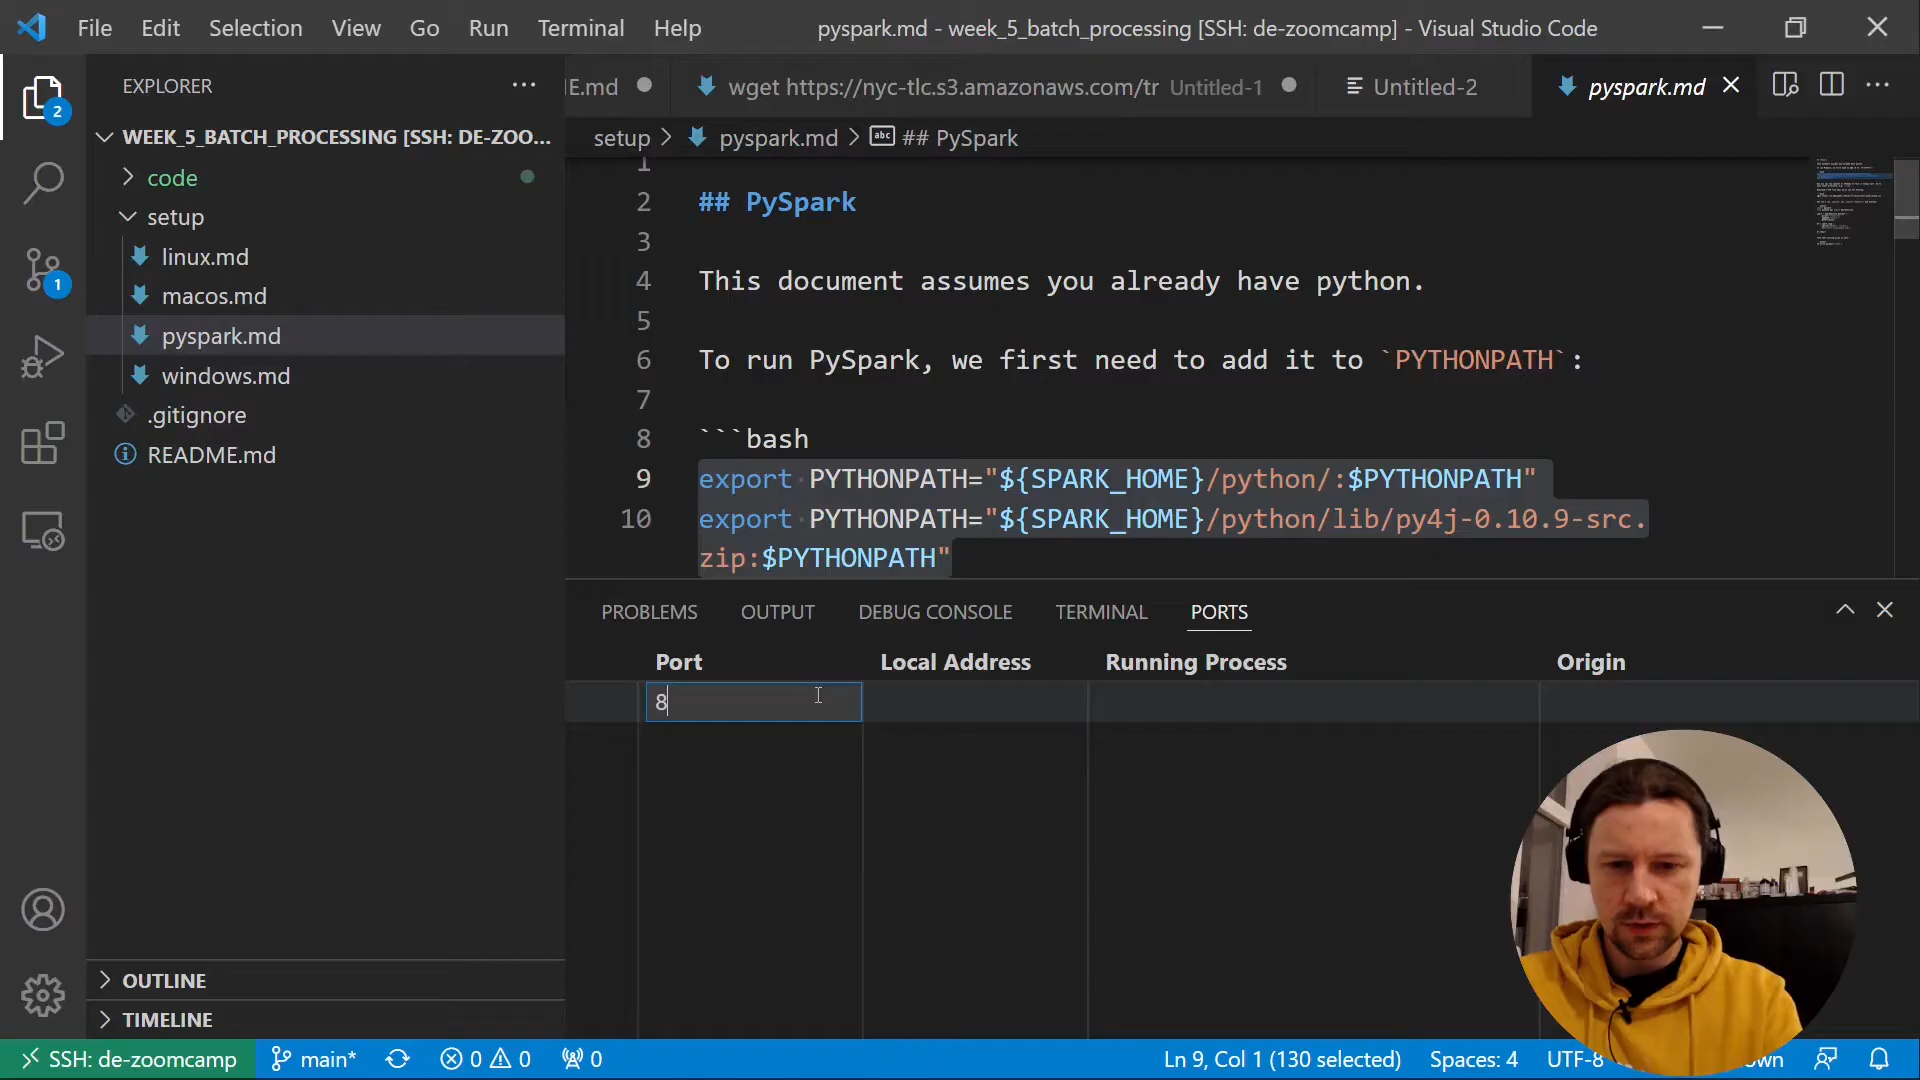 File Edit Selection View Go Run Terminal Help
pyspark.md - week_5_batch_processing [SSH: de-zoomcamp] - Visual Studio Code
EXPLORER
E.md
wget https://nyc-tlc.s3.amazonaws.com/tr Untitled-1
Untitled-2
pyspark.md
2
WEEK_5_BATCH_PROCESSING [SSH: DE-ZOO...
code
setup
linux.md
macos.md
pyspark.md
windows.md
.gitignore
README.md
1
setup > pyspark.md > ## PySpark
1
2 ## PySpark
3
4 This document assumes you already have python.
5
6 To run PySpark, we first need to add it to `PYTHONPATH`:
7
8 ```bash
9 export PYTHONPATH="${SPARK_HOME}/python/:$PYTHONPATH"
10 export PYTHONPATH="${SPARK_HOME}/python/lib/py4j-0.10.9-src.
zip:$PYTHONPATH"
PROBLEMS OUTPUT DEBUG CONSOLE TERMINAL PORTS
Port Local Address Running Process Origin
8
OUTLINE
TIMELINE
SSH: de-zoomcamp main* 0 0 0 Ln 9, Col 1 (130 selected) Spaces: 4 UTF-8